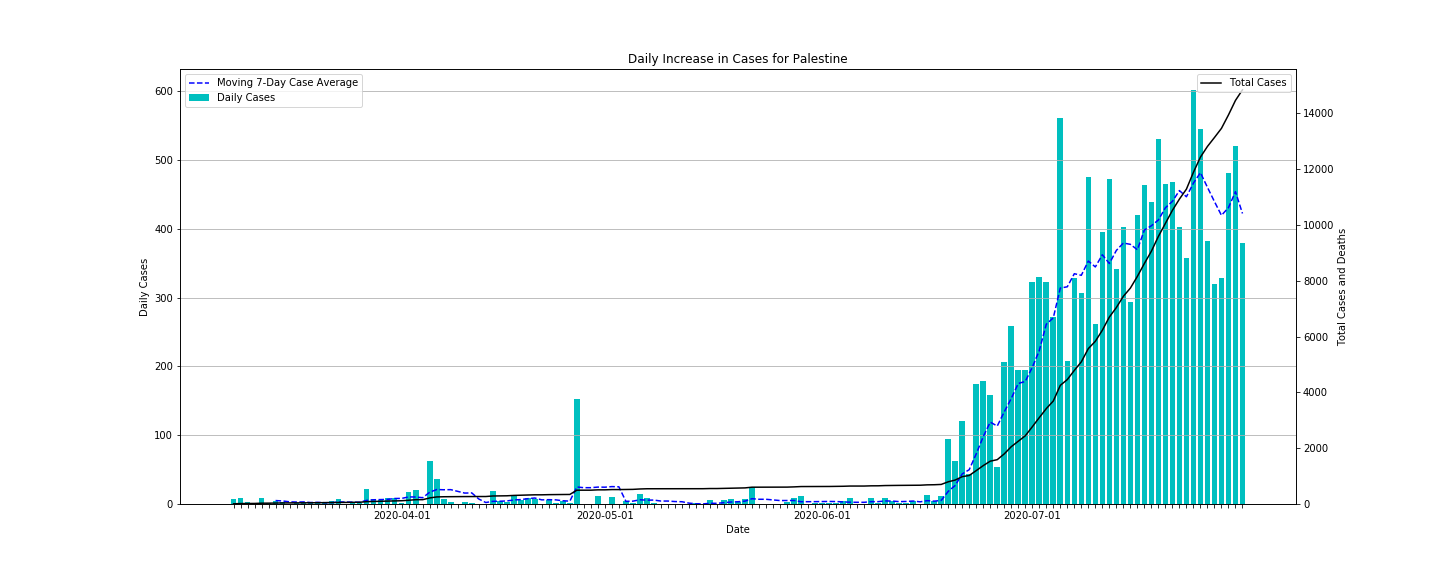 Daily Increase in Cases for Palestine
Moving 7-Day Case Average
Daily Cases
Total Cases
600
500
400
300
200
100
0
Daily Cases
14000
12000
10000
8000
6000
4000
2000
0
Total Cases and Deaths
2020-04-01
2020-05-01
2020-06-01
2020-07-01
Date